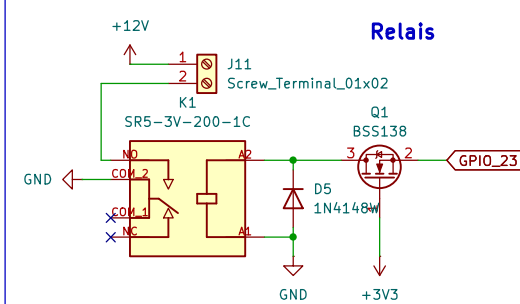 +12V
Relais
1
J11
2
Screw_Terminal_01x02
K1
SR5-3V-200-1C
Q1
BSS138
NO
A2
3
2
GPIO_23
COM_2
GND
D5
1N4148W
1
COM_1
NC
A1
GND
+3V3